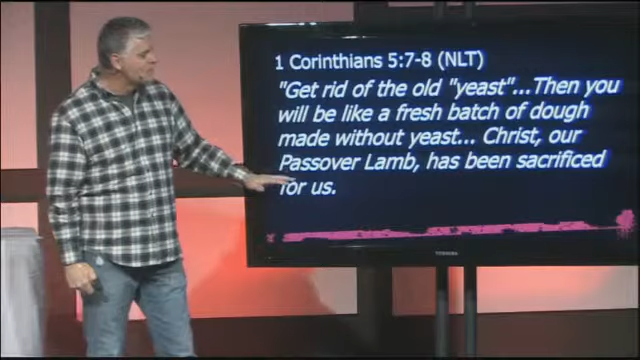 1 Corinthians 5:7-8 (NLT)
"Get rid of the old "yeast"...Then you
will be like a fresh batch of dough
made without yeast... Christ, our
Passover Lamb, has been sacrificed
for us.
TOSHIBA